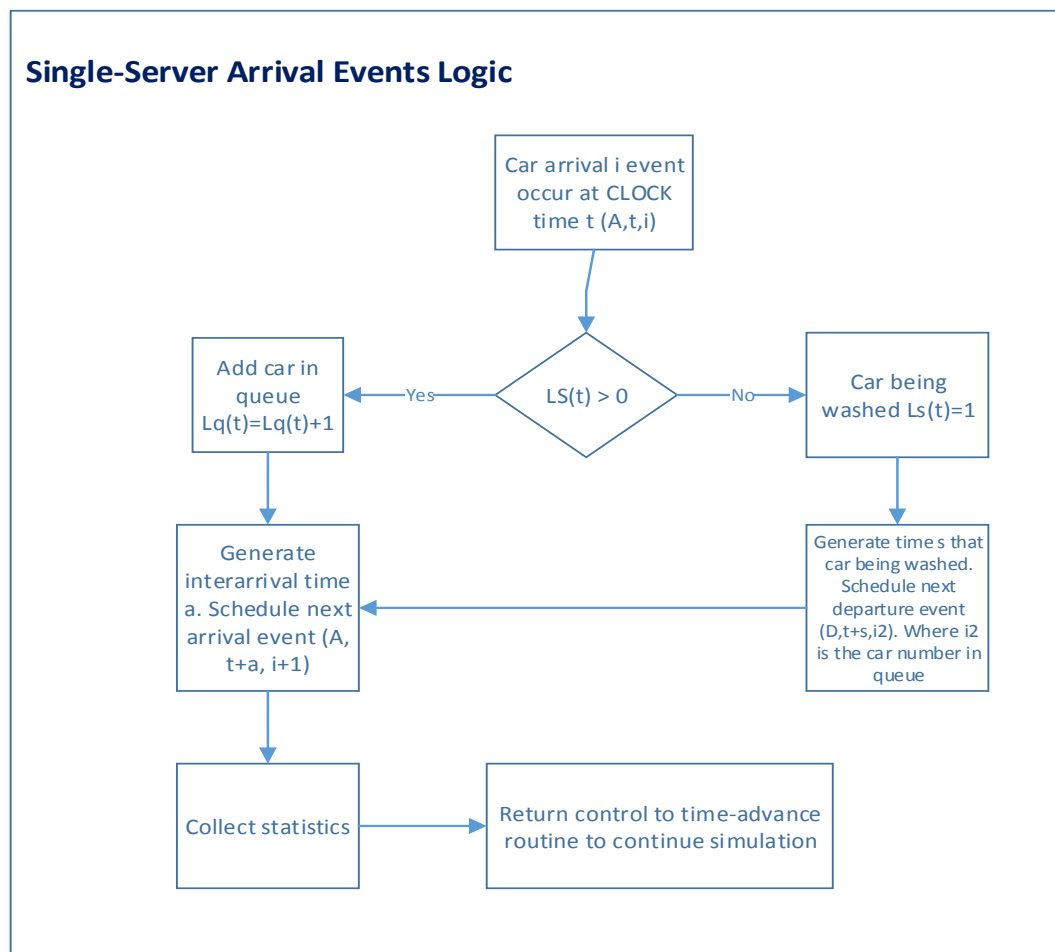 Single-Server Arrival Events Logic
Car arrival i event
occur at CLOCK
time t (A,t,i)
LS(t) > 0
Yes
No
Add car in
queue
Lq(t)=Lq(t)+1
Car being
washed Ls(t)=1
Generate
interarrival time
a. Schedule next
arrival event (A,
t+a, i+1)
Generate time s that
car being washed.
Schedule next
departure event
(D,t+s,i2). Where i2
is the car number in
queue
Collect statistics
Return control to time-advance
routine to continue simulation